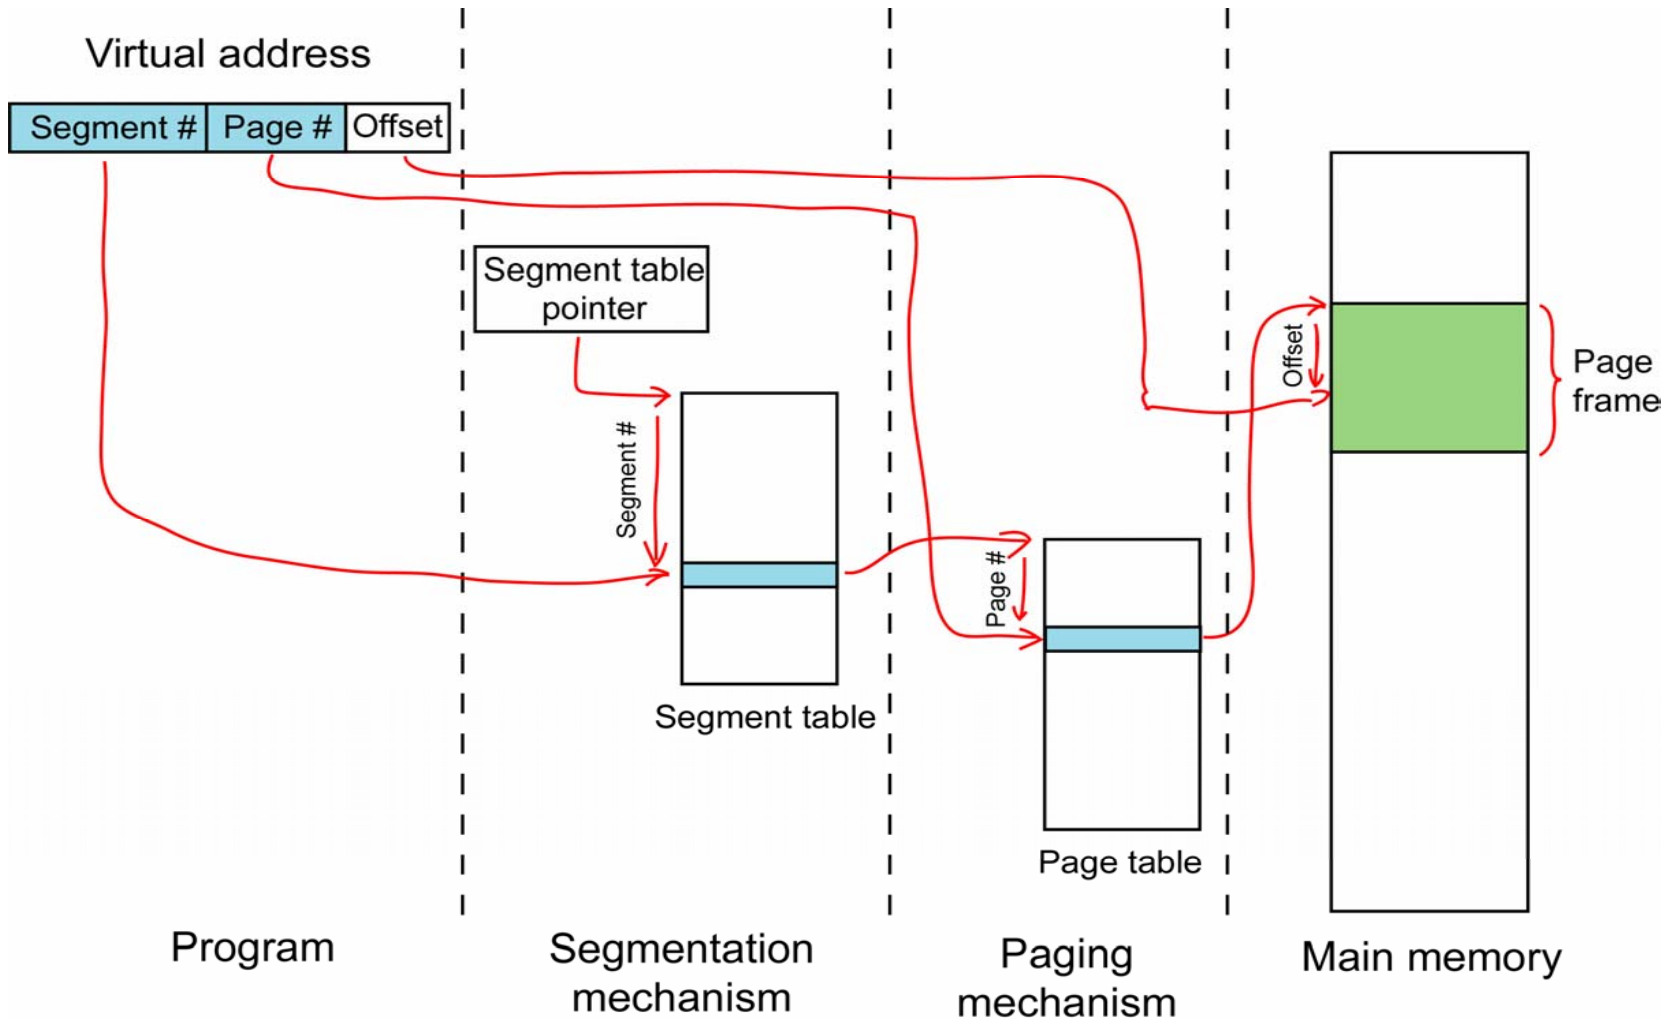 Virtual address
Segment #
Page #
Offset
Segment table
pointer
Segment #
Segment table
Page #
Page table
Offset
Page
frame
Program
Segmentation
mechanism
Paging
mechanism
Main memory